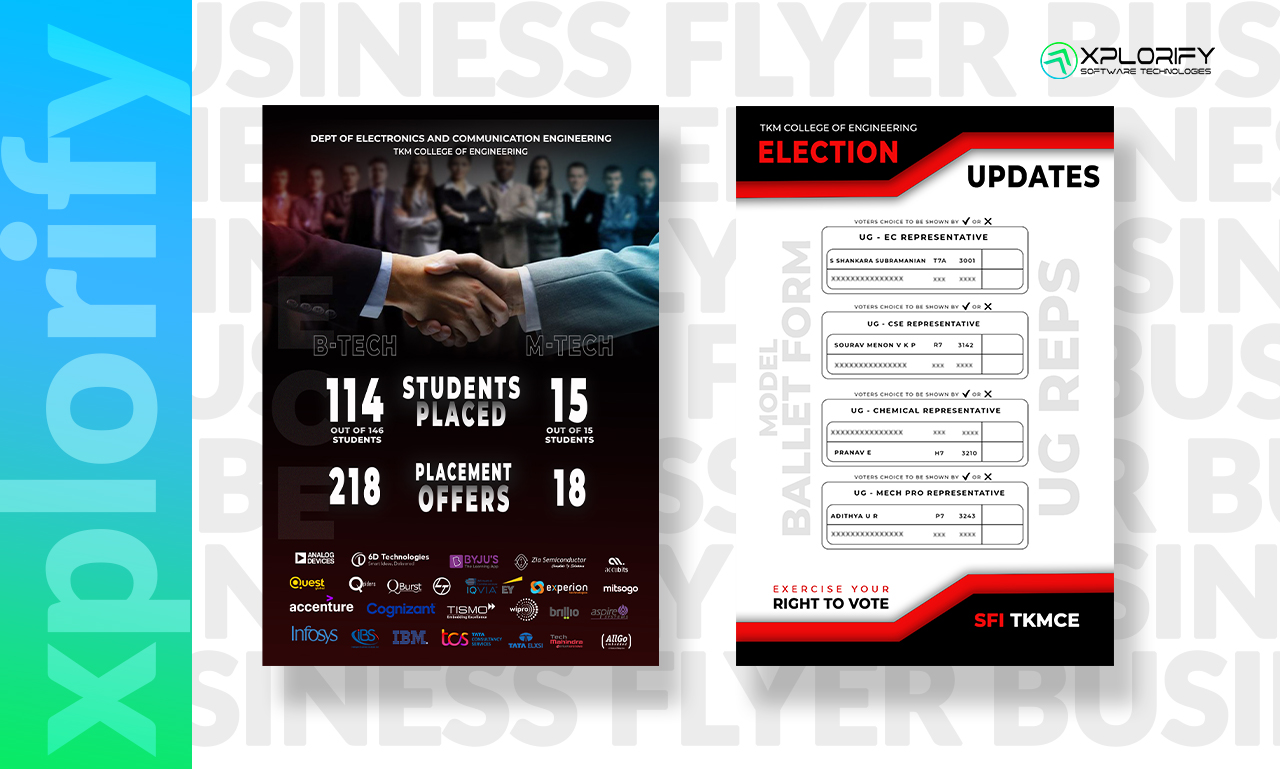 xplorify
BUSINESS FLYER BUSI
XPLORIFY
SOFTWARE TECHNOLOGIES
DEPT OF ELECTRONICS AND COMMUNICATION ENGINEERING
TKM COLLEGE OF ENGINEERING
ECE
B-TECH
M-TECH
114
STUDENTS
PLACED
15
OUT OF 146
STUDENTS
OUT OF 15
STUDENTS
218
PLACEMENT
OFFERS
18
ANALOG
DEVICES
6D Technologies
BYJU'S
The Learning App
Zia Semiconductor
accubits
Quest
QBurst
IQVIA
EY
experion
mitsogo
accenture
Cognizant
TISMO
Embedding Excellence
wipro
brillio
aspire
SYSTEMS
Infosys
IBS
IBM
tcs
TATA
CONSULTANCY
SERVICES
TATA ELXSI
Tech
Mahindra
AllGo
TKM COLLEGE OF ENGINEERING
ELECTION
UPDATES
MODEL
BALLET FORM
UG REPS
VOTERS CHOICE TO BE SHOWN BY ✓ OR ✕
UG - EC REPRESENTATIVE
S SHANKARA SUBRAMANIAN T7A 3001
XXXXXXXXXXXXXXX XXX XXXX
VOTERS CHOICE TO BE SHOWN BY ✓ OR ✕
UG - CSE REPRESENTATIVE
SOURAV MENON V K P R7 3142
XXXXXXXXXXXXXXX XXX XXXX
VOTERS CHOICE TO BE SHOWN BY ✓ OR ✕
UG - CHEMICAL REPRESENTATIVE
XXXXXXXXXXXXXXX XXX XXXX
PRANAV E H7 3210
VOTERS CHOICE TO BE SHOWN BY ✓ OR ✕
UG - MECH PRO REPRESENTATIVE
ADITHYA U R P7 3243
XXXXXXXXXXXXXXX XXX XXXX
EXERCISE YOUR
RIGHT TO VOTE
SFI TKMCE